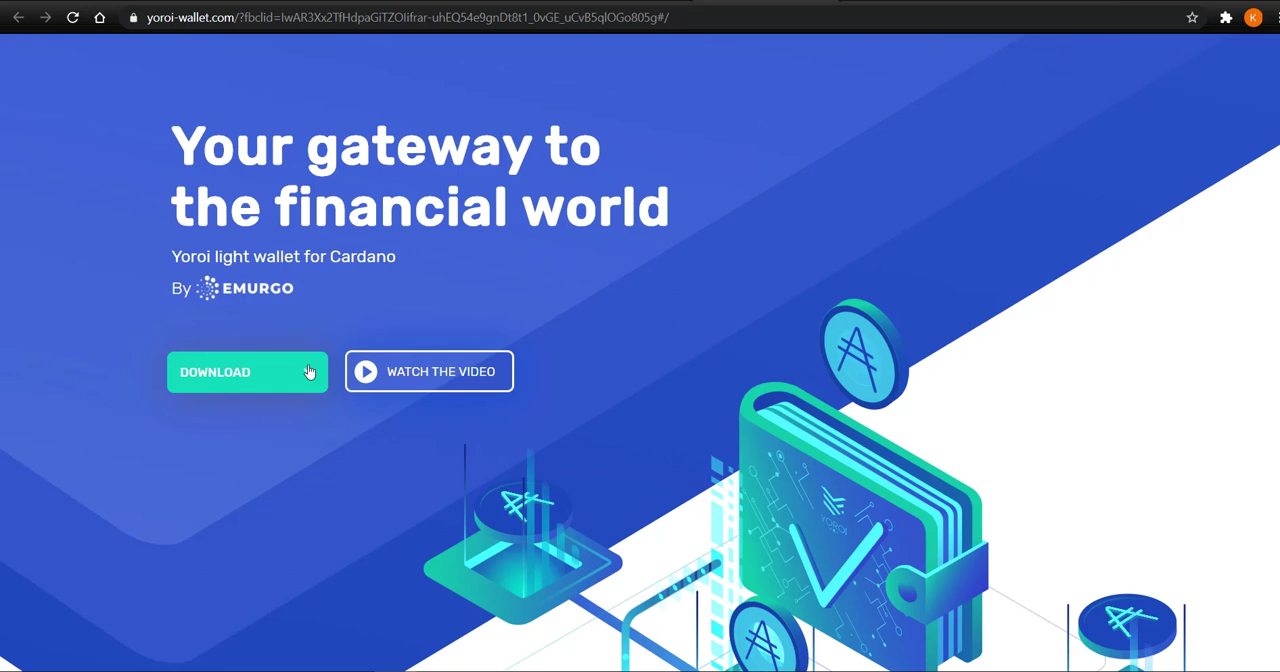 yoroi-wallet.com/?fbclid=IwAR3Xx2TfHdpaGiTZOIifrar-uhEQ54e9gnDt8t1_0vGE_uCvB5qlOGo805g#/
K
Your gateway to
the financial world
Yoroi light wallet for Cardano
By EMURGO
DOWNLOAD
WATCH THE VIDEO
YOROI